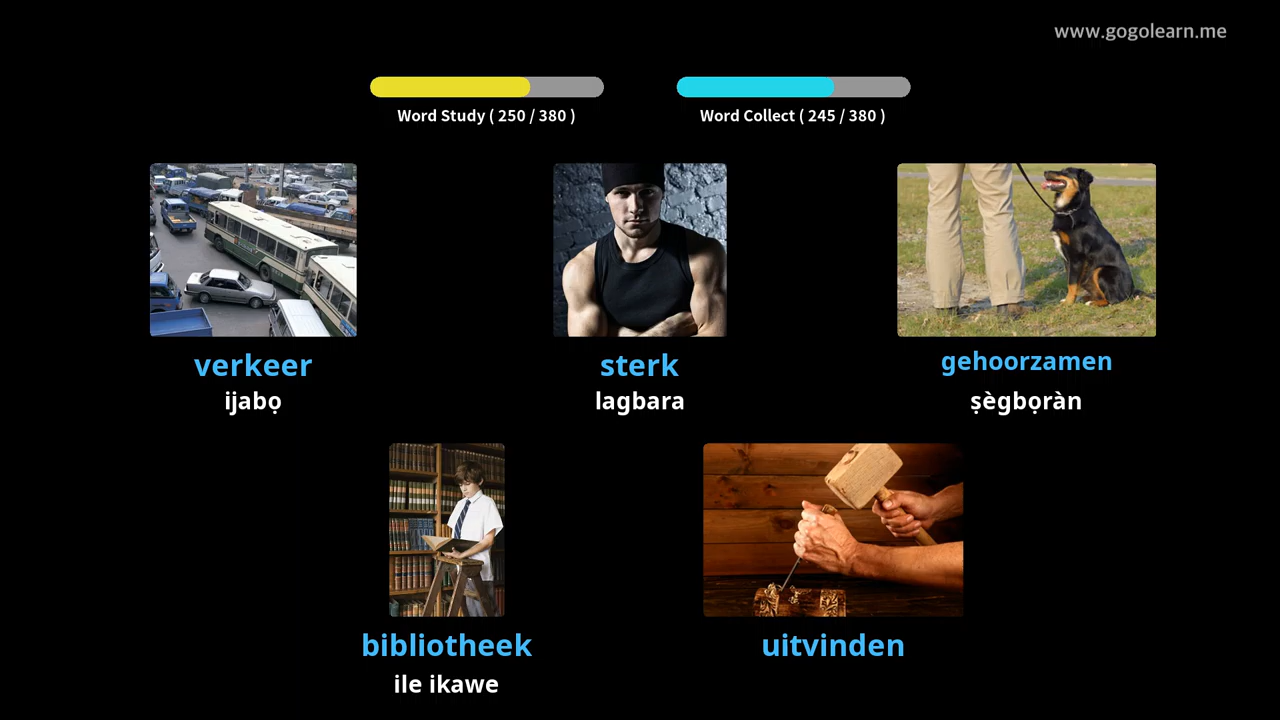 www.gogolearn.me
Word Study ( 250 / 380 )
Word Collect ( 245 / 380 )
verkeer
sterk
gehoorzamen
ijabọ
lagbara
ṣègbọràn
bibliotheek
uitvinden
ile ikawe